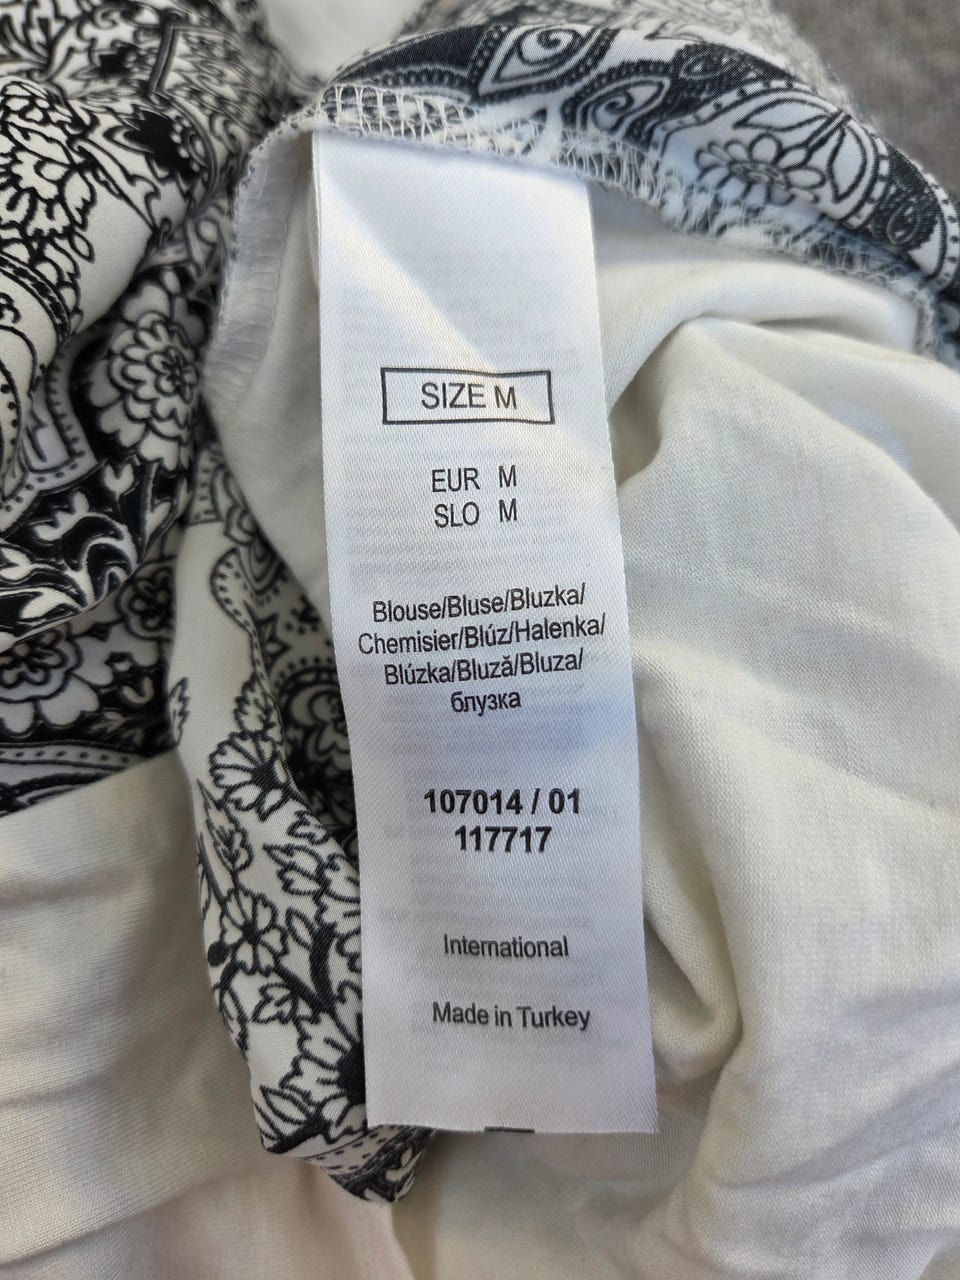 SIZE M
EUR M
SLO M
Blouse/Bluse/Bluzka/
Chemisier/Blúz/Halenka/
Blúzka/Bluză/Bluza/
блузка
107014 / 01
117717
International
Made in Turkey